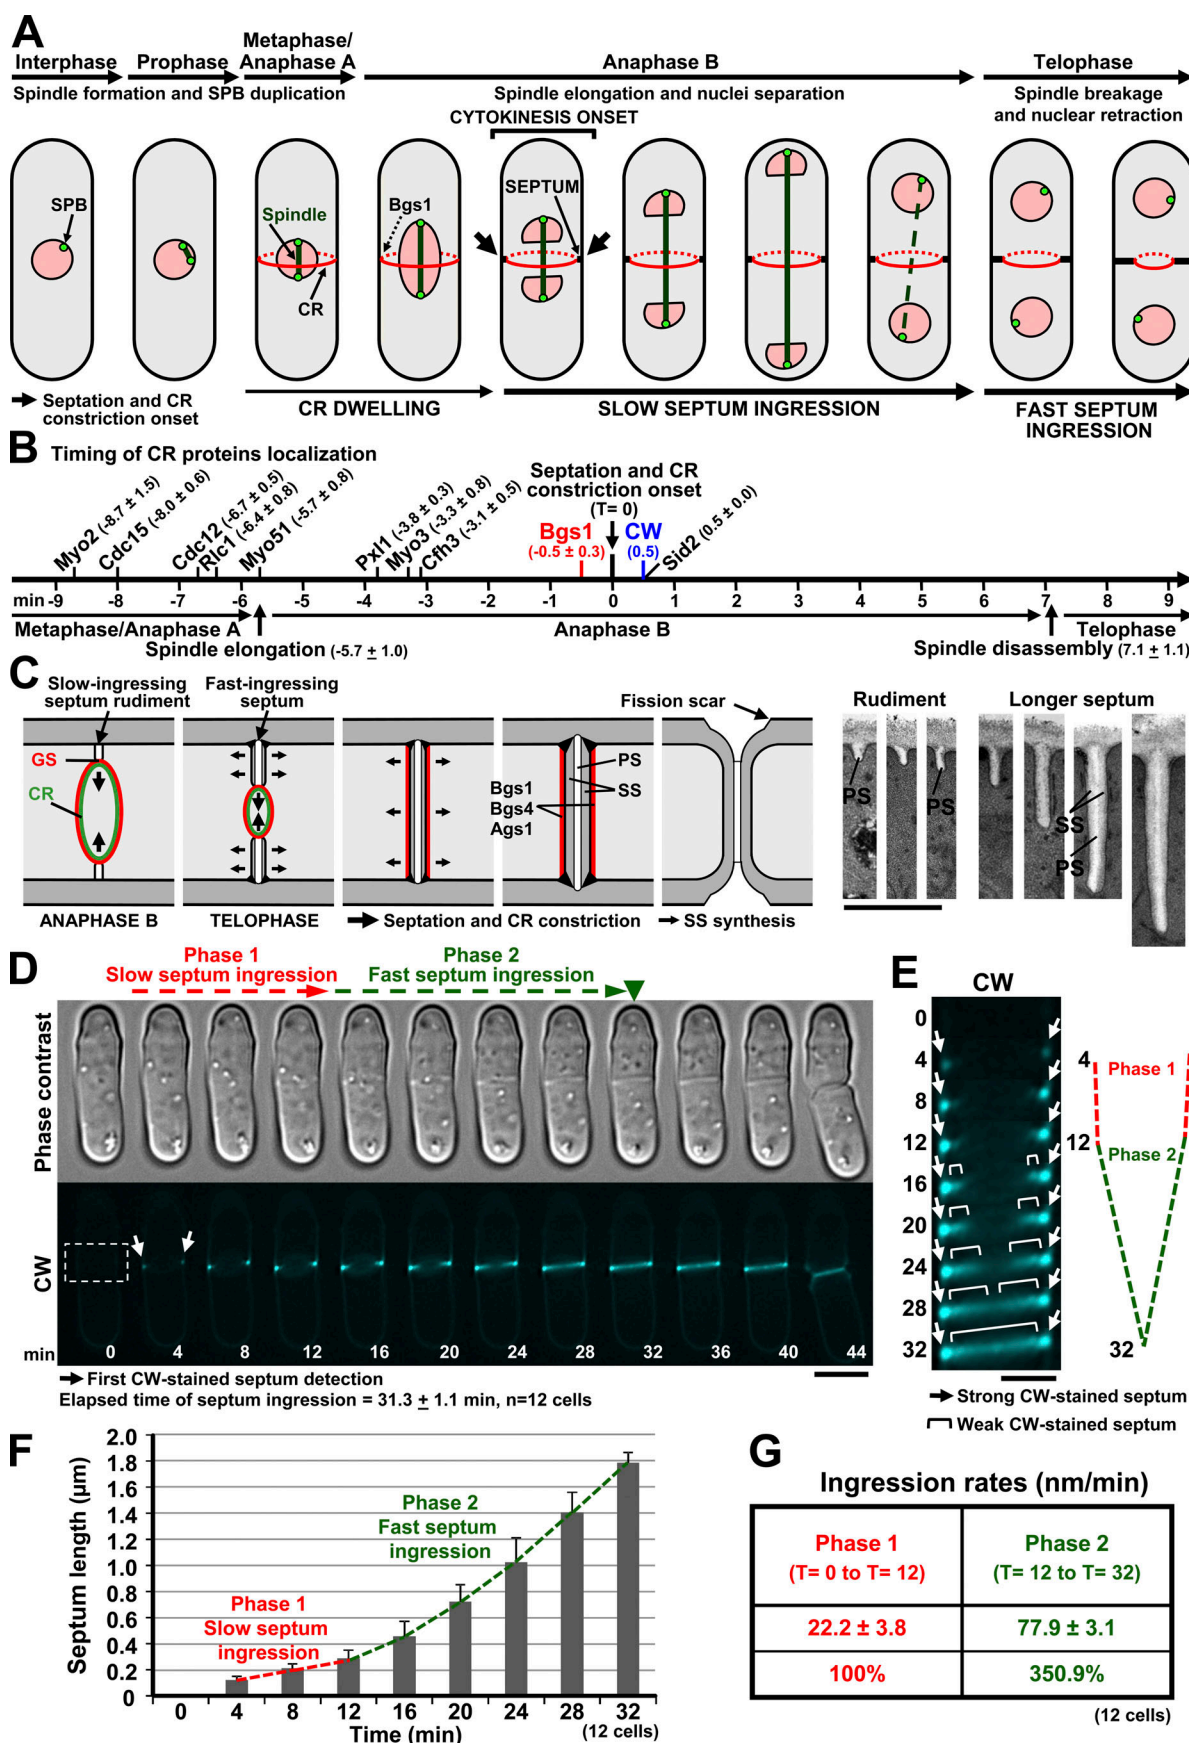 A
Interphase
Prophase
Metaphase/
Anaphase A
Anaphase B
Telophase
Spindle formation and SPB duplication
Spindle elongation and nuclei separation
Spindle breakage
and nuclear retraction
CYTOKINESIS ONSET
SPB
Spindle
CR
Bgs1
SEPTUM
Septation and CR
constriction onset
CR DWELLING
SLOW SEPTUM INGRESSION
FAST SEPTUM
INGRESSION
B
Timing of CR proteins localization
Myo2 (-8.7 ± 1.5)
Cdc15 (-8.0 ± 0.6)
Cdc12 (-6.7 ± 0.5)
Rlc1 (-6.4 ± 0.8)
Myo51 (-5.7 ± 0.8)
Pxl1 (-3.8 ± 0.3)
Myo3 (-3.3 ± 0.8)
Cfh3 (-3.1 ± 0.5)
Septation and CR
constriction onset
(T= 0)
Bgs1
(-0.5 ± 0.3)
CW
(0.5)
Sid2 (0.5 ± 0.0)
min -9 -8 -7 -6 -5 -4 -3 -2 -1 0 1 2 3 4 5 6 7 8 9
Metaphase/Anaphase A
Anaphase B
Telophase
Spindle elongation (-5.7 ± 1.0)
Spindle disassembly (7.1 ± 1.1)
C
Slow-ingressing
septum rudiment
Fast-ingressing
septum
Fission scar
GS
CR
PS
SS
Bgs1
Bgs4
Ags1
ANAPHASE B
TELOPHASE
Septation and CR constriction
SS synthesis
Rudiment
Longer septum
PS
PS
SS
PS
D
Phase 1
Slow septum ingression
Phase 2
Fast septum ingression
Phase contrast
CW
min 0 4 8 12 16 20 24 28 32 36 40 44
First CW-stained septum detection
Elapsed time of septum ingression = 31.3 ± 1.1 min, n=12 cells
E
CW
0
4
8
12
16
20
24
28
32
4
Phase 1
12
Phase 2
32
Strong CW-stained septum
Weak CW-stained septum
F
Septum length (µm)
2.0
1.8
1.6
1.4
1.2
1.0
0.8
0.6
0.4
0.2
0
Phase 2
Fast septum
ingression
Phase 1
Slow septum
ingression
0 4 8 12 16 20 24 28 32
Time (min)
(12 cells)
G
Ingression rates (nm/min)
Phase 1
(T= 0 to T= 12)
Phase 2
(T= 12 to T= 32)
22.2 ± 3.8
77.9 ± 3.1
100%
350.9%
(12 cells)